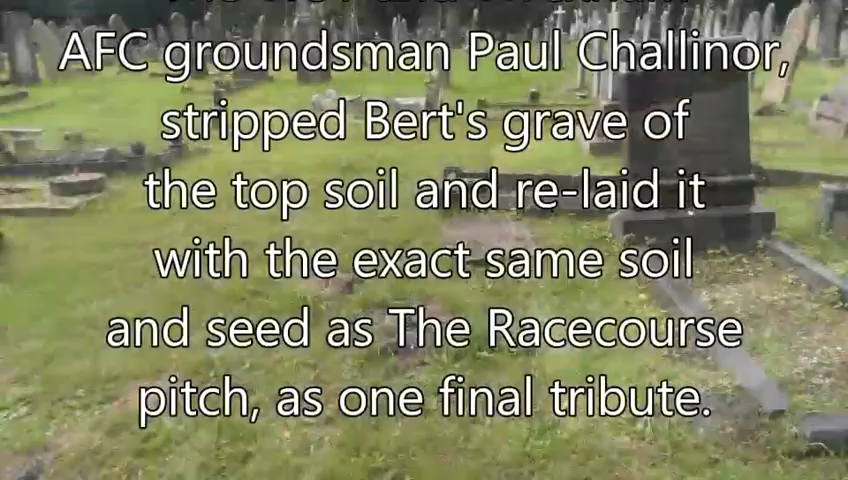 AFC groundsman Paul Challinor,
stripped Bert's grave of
the top soil and re-laid it
with the exact same soil
and seed as The Racecourse
pitch, as one final tribute.